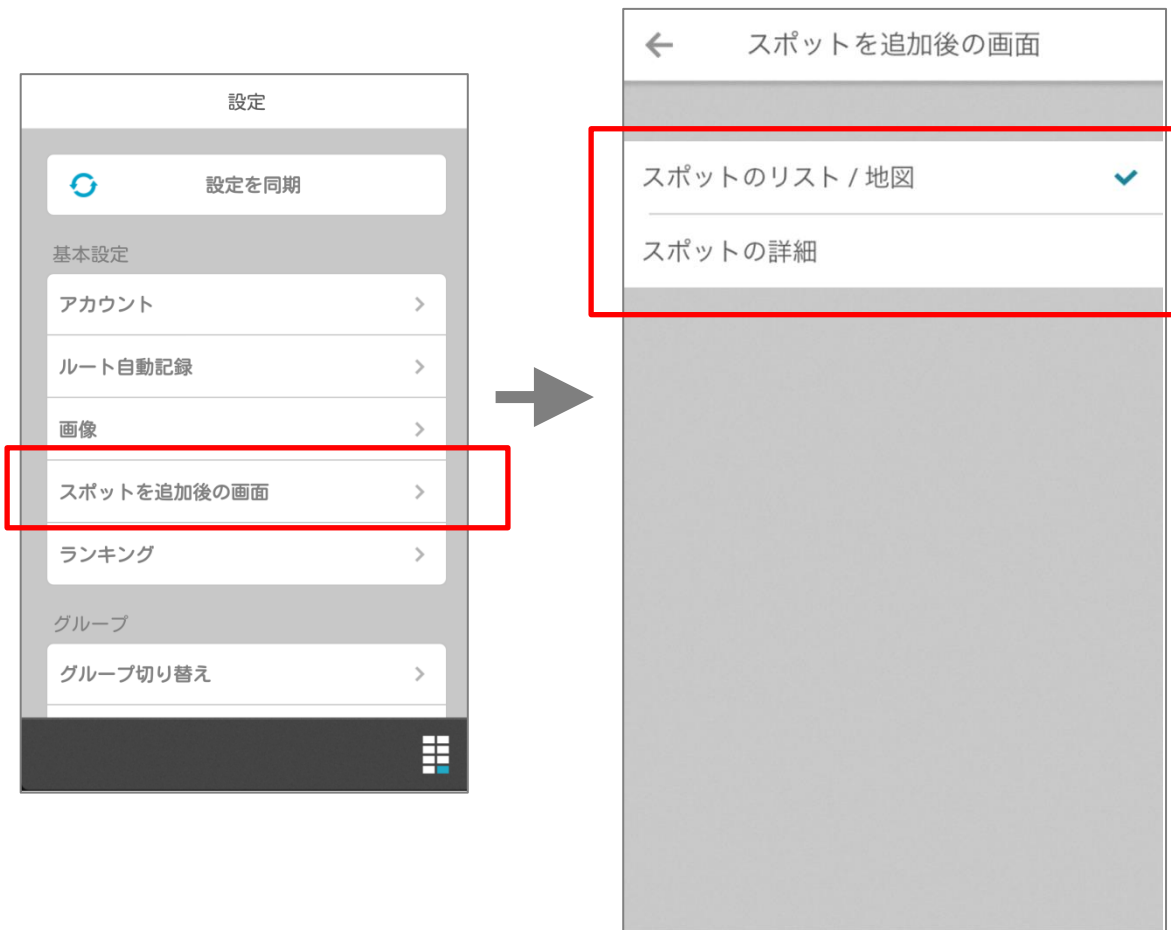 設定
設定を同期
基本設定
アカウント
ルート自動記録
画像
スポットを追加後の画面
ランキング
グループ
グループ切り替え
スポットを追加後の画面
スポットのリスト / 地図
スポットの詳細